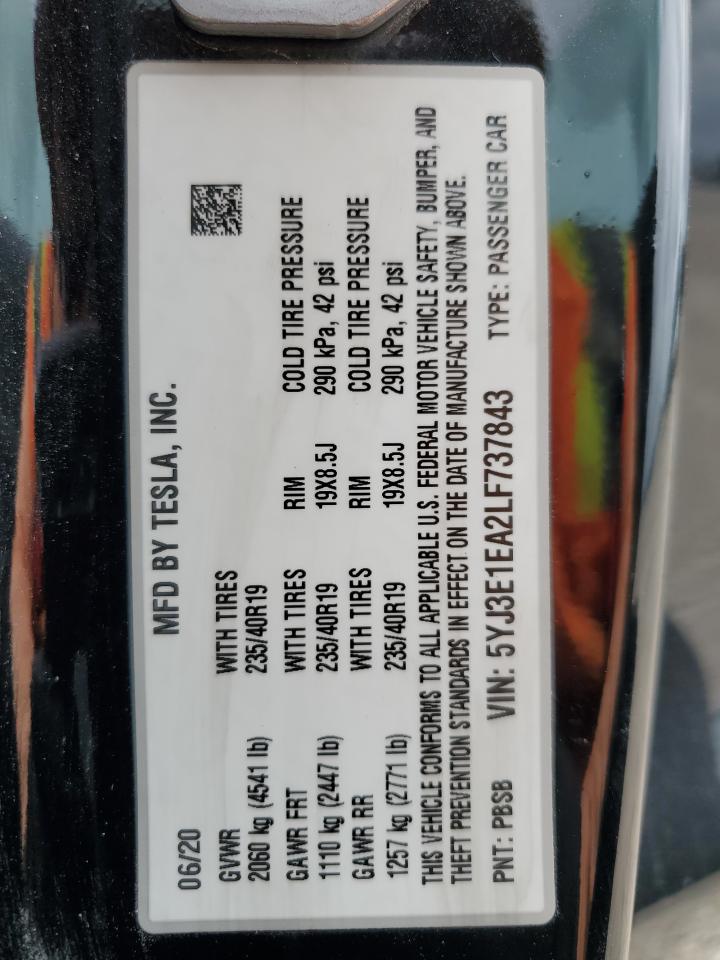 MFD BY TESLA, INC.
06/20
GVWR WITH TIRES
2060 kg (4541 lb) 235/40R19
GAWR FRT WITH TIRES RIM COLD TIRE PRESSURE
1110 kg (2447 lb) 235/40R19 19X8.5J 290 kPa, 42 psi
GAWR RR WITH TIRES RIM COLD TIRE PRESSURE
1257 kg (2771 lb) 235/40R19 19X8.5J 290 kPa, 42 psi
THIS VEHICLE CONFORMS TO ALL APPLICABLE U.S. FEDERAL MOTOR VEHICLE SAFETY, BUMPER, AND
THEFT PREVENTION STANDARDS IN EFFECT ON THE DATE OF MANUFACTURE SHOWN ABOVE.
PNT: PBSB VIN: 5YJ3E1EA2LF737843 TYPE: PASSENGER CAR